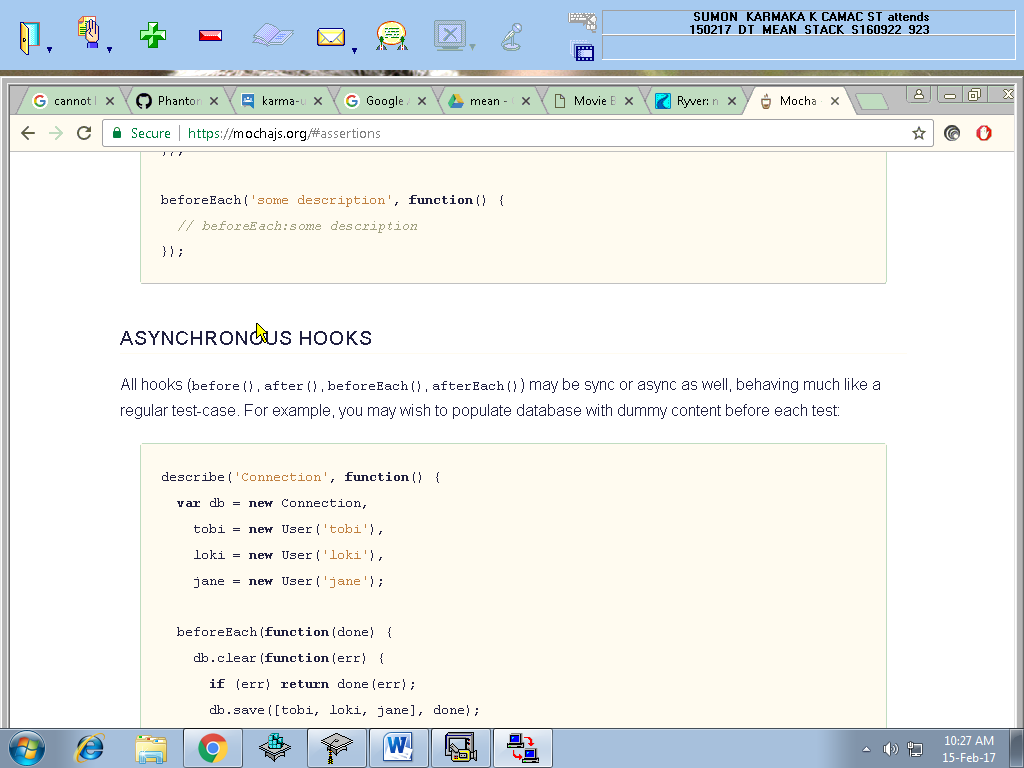 SUMON KARMAKA K CAMAC ST attends
150217 DT MEAN STACK S160922 923
cannot
Phantom
karma-u
Google
mean -
Movie
Ryver: n
Mocha
Secure
https://mochajs.org/#assertions
});
beforeEach('some description', function() {
// beforeEach:some description
});
ASYNCHRONOUS HOOKS
All hooks (before(), after(), beforeEach(), afterEach()) may be sync or async as well, behaving much like a
regular test-case. For example, you may wish to populate database with dummy content before each test:
describe('Connection', function() {
var db = new Connection,
tobi = new User('tobi'),
loki = new User('loki'),
jane = new User('jane');
beforeEach(function(done) {
db.clear(function(err) {
if (err) return done(err);
db.save([tobi, loki, jane], done);
10:27 AM
15-Feb-17